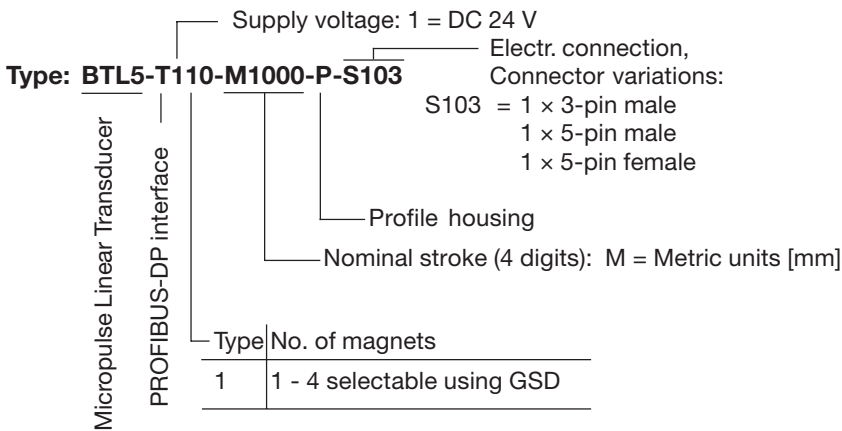 Supply voltage: 1 = DC 24 V
Electr. connection,
Type: BTL5-T110-M1000-P-S103
Connector variations:
S103 = 1 × 3-pin male
1 × 5-pin male
1 × 5-pin female
Micropulse Linear Transducer
PROFIBUS-DP interface
Profile housing
Nominal stroke (4 digits): M = Metric units [mm]
Type No. of magnets
1 1 - 4 selectable using GSD